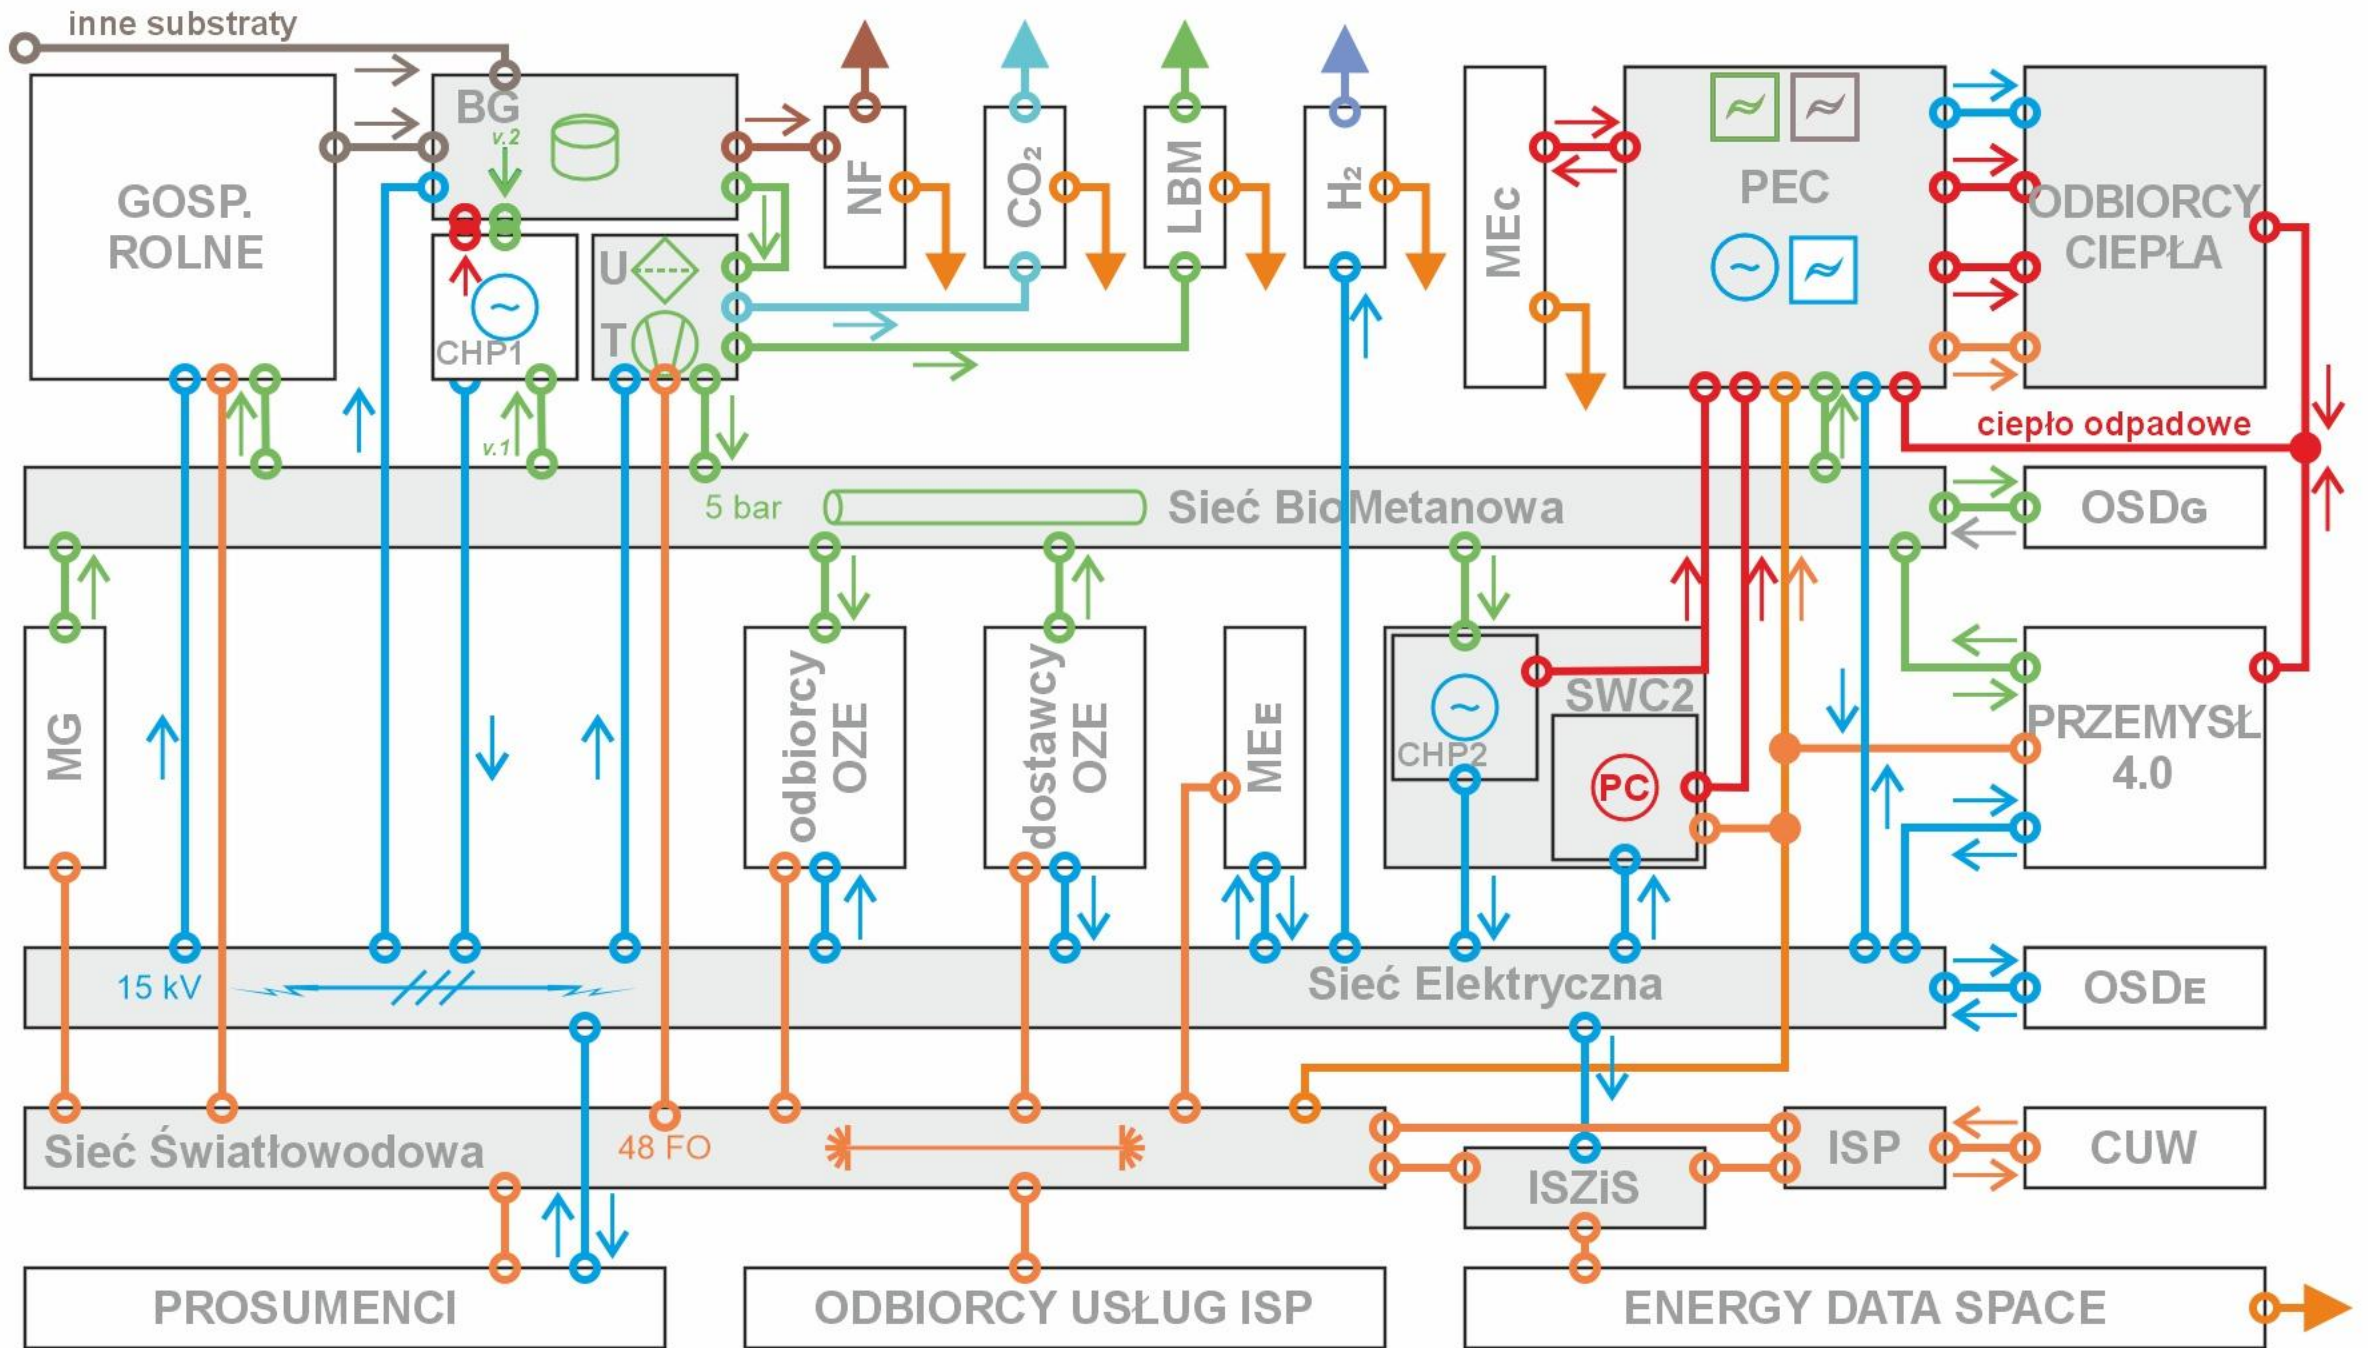 inne substraty
GOSP.
ROLNE
BG
v.2
CHP1
v.1
U
T
NF
CO₂
LBM
H₂
MEc
PEC
ODBIORCY
CIEPŁA
ciepło odpadowe
5 bar
Sieć BioMetanowa
OSDG
MG
odbiorcy
OZE
dostawcy
OZE
MEE
CHP2
SWC2
PC
PRZEMYSŁ
4.0
15 kV
Sieć Elektryczna
OSDE
Sieć Światłowodowa
48 FO
ISZiS
ISP
CUW
PROSUMENCI
ODBIORCY USŁUG ISP
ENERGY DATA SPACE